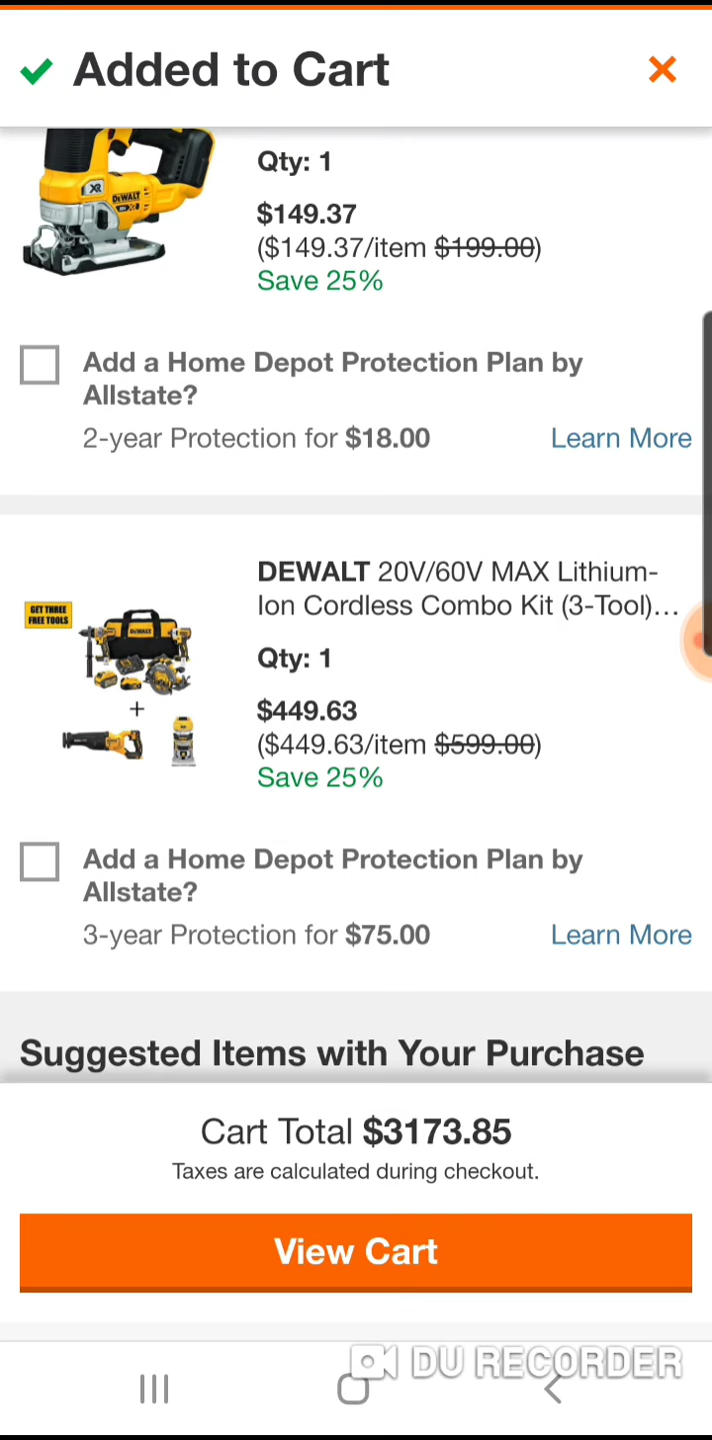 Added to Cart
XR
DEWALT
Qty: 1
$149.37
($149.37/item $199.00)
Save 25%
Add a Home Depot Protection Plan by
Allstate?
2-year Protection for $18.00 Learn More
DEWALT 20V/60V MAX Lithium-
Ion Cordless Combo Kit (3-Tool)...
GET THREE
FREE TOOLS
DEWALT
+
Qty: 1
$449.63
($449.63/item $599.00)
Save 25%
Add a Home Depot Protection Plan by
Allstate?
3-year Protection for $75.00 Learn More
Suggested Items with Your Purchase
Cart Total $3173.85
Taxes are calculated during checkout.
View Cart
DU RECORDER